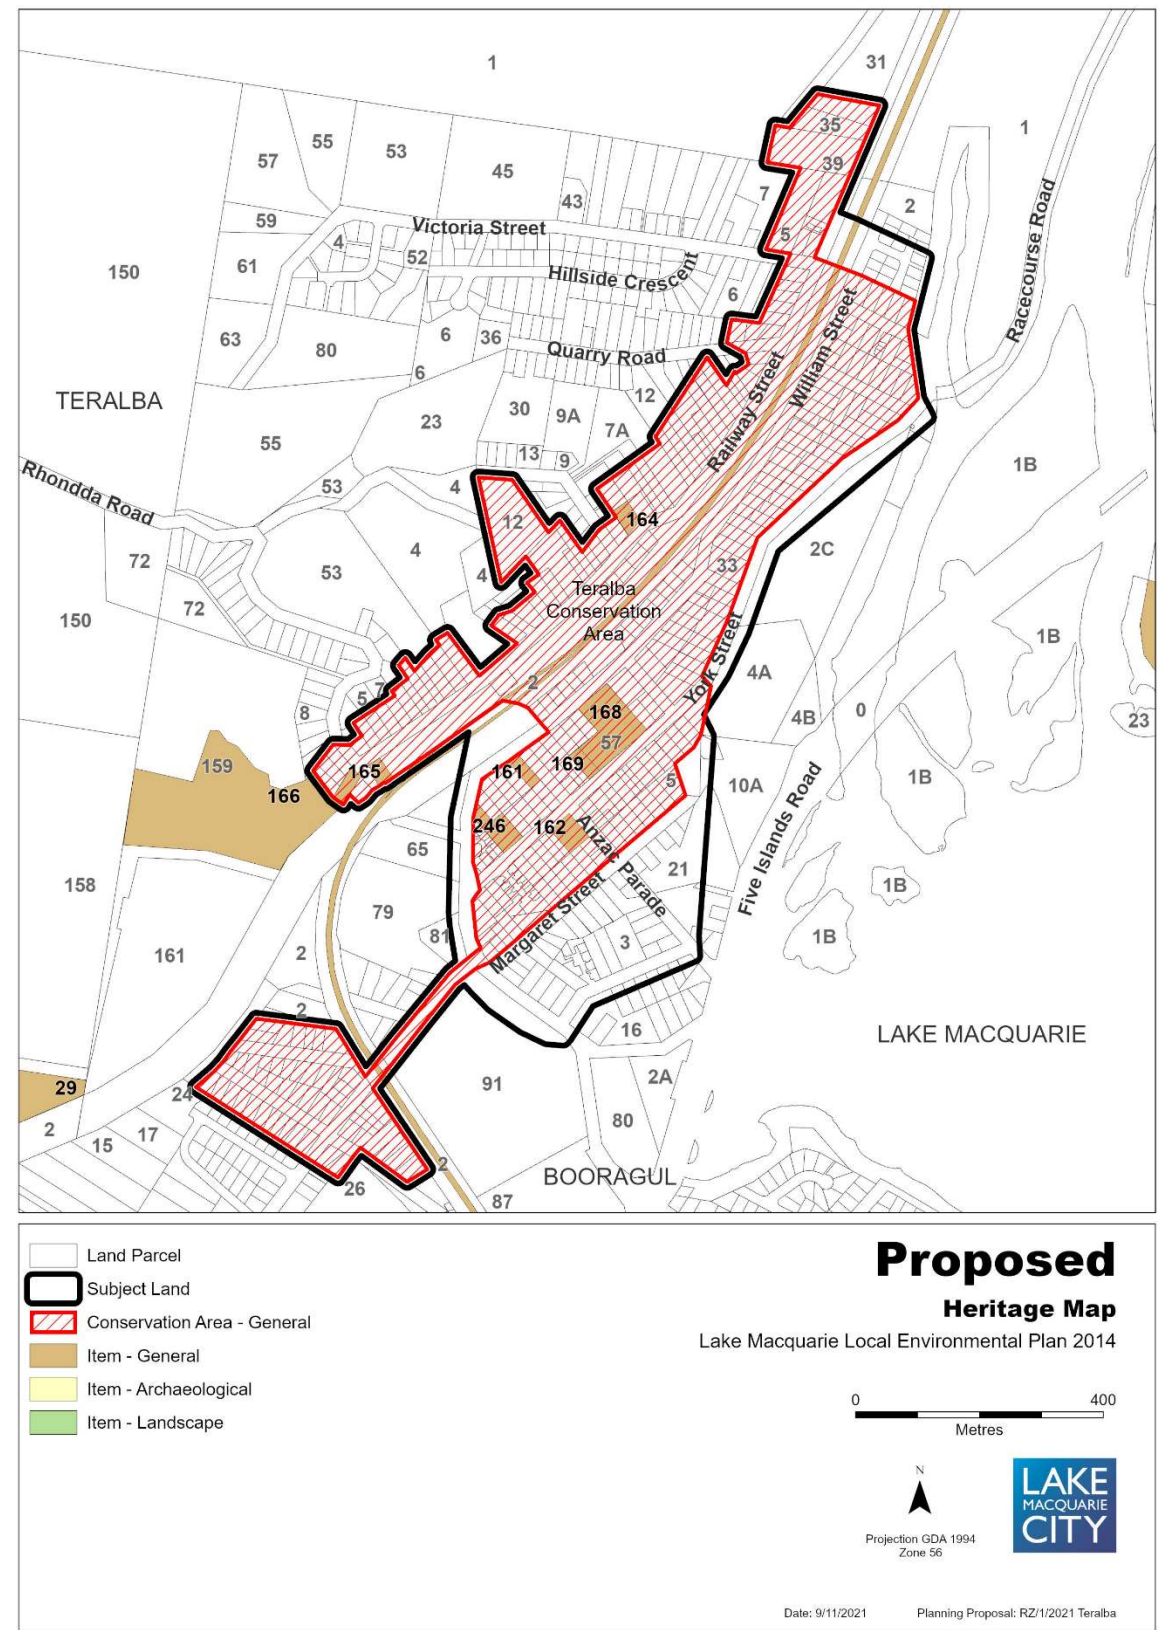 1
31
35
1
55
53
57
45
39
43
7
2
59
Victoria Street
5
4
52
61
150
Hillside Crescent
6
Racecourse Road
63
80
6
36
Quarry Road
William Street
6
Railway Street
TERALBA
12
30
9A
23
7A
55
13
9
1B
Rhondda Road
53
4
12
164
72
4
2C
53
4
33
Teralba
Conservation
Area
72
150
1B
York Street
4A
2
7
5
8
168
4B
0
23
57
159
165
161
169
5
10A
1B
166
246
162
Anzac Parade
65
21
Five Islands Road
158
1B
79
81
3
1B
161
2
Margaret Street
2
16
LAKE MACQUARIE
29
24
91
2A
2
15
17
80
26
2
87
BOORAGUL
Land Parcel
Subject Land
Conservation Area - General
Item - General
Item - Archaeological
Item - Landscape
Proposed
Heritage Map
Lake Macquarie Local Environmental Plan 2014
0 400
Metres
N
Projection GDA 1994
Zone 56
LAKE
MACQUARIE
CITY
Date: 9/11/2021 Planning Proposal: RZ/1/2021 Teralba